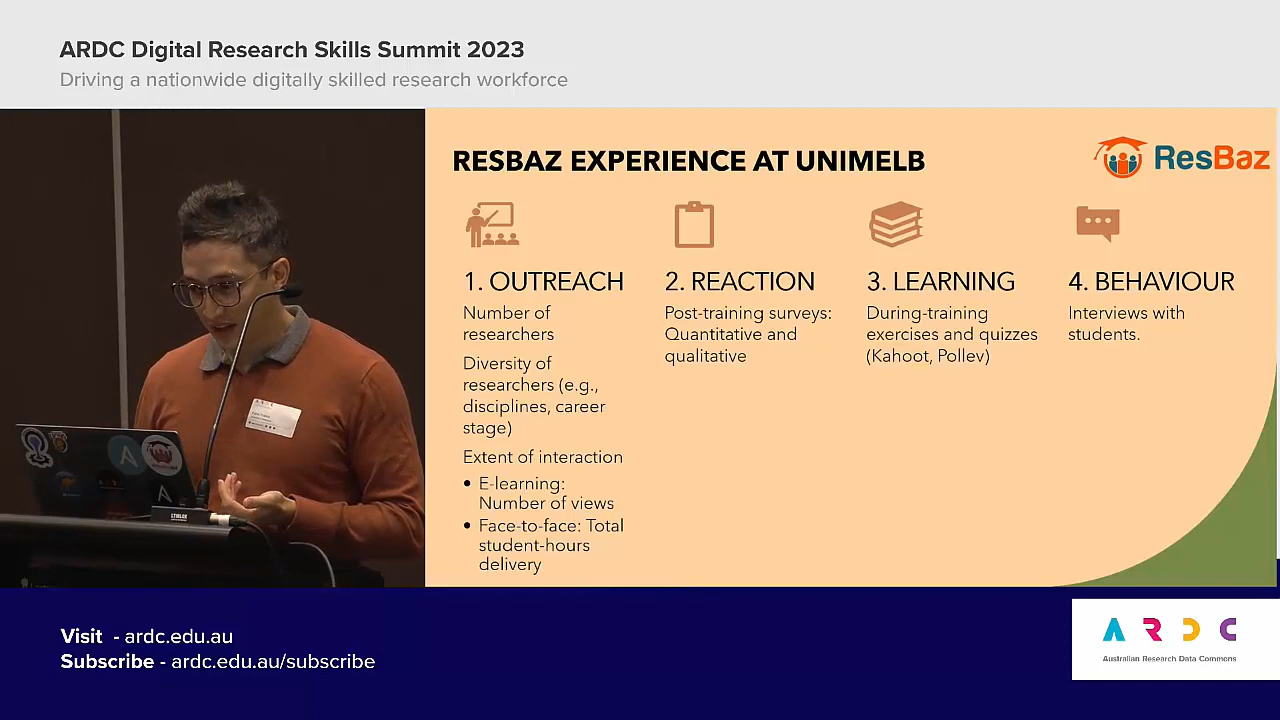 ARDC Digital Research Skills Summit 2023
Driving a nationwide digitally skilled research workforce
RESBAZ EXPERIENCE AT UNIMELB
ResBaz
1. OUTREACH
Number of
researchers
Diversity of
researchers (e.g.,
disciplines, career
stage)
Extent of interaction
• E-learning:
Number of views
• Face-to-face: Total
student-hours
delivery
2. REACTION
Post-training surveys:
Quantitative and
qualitative
3. LEARNING
During-training
exercises and quizzes
(Kahoot, Pollev)
4. BEHAVIOUR
Interviews with
students.
Visit - ardc.edu.au
Subscribe - ardc.edu.au/subscribe
ARDC
Australian Research Data Commons